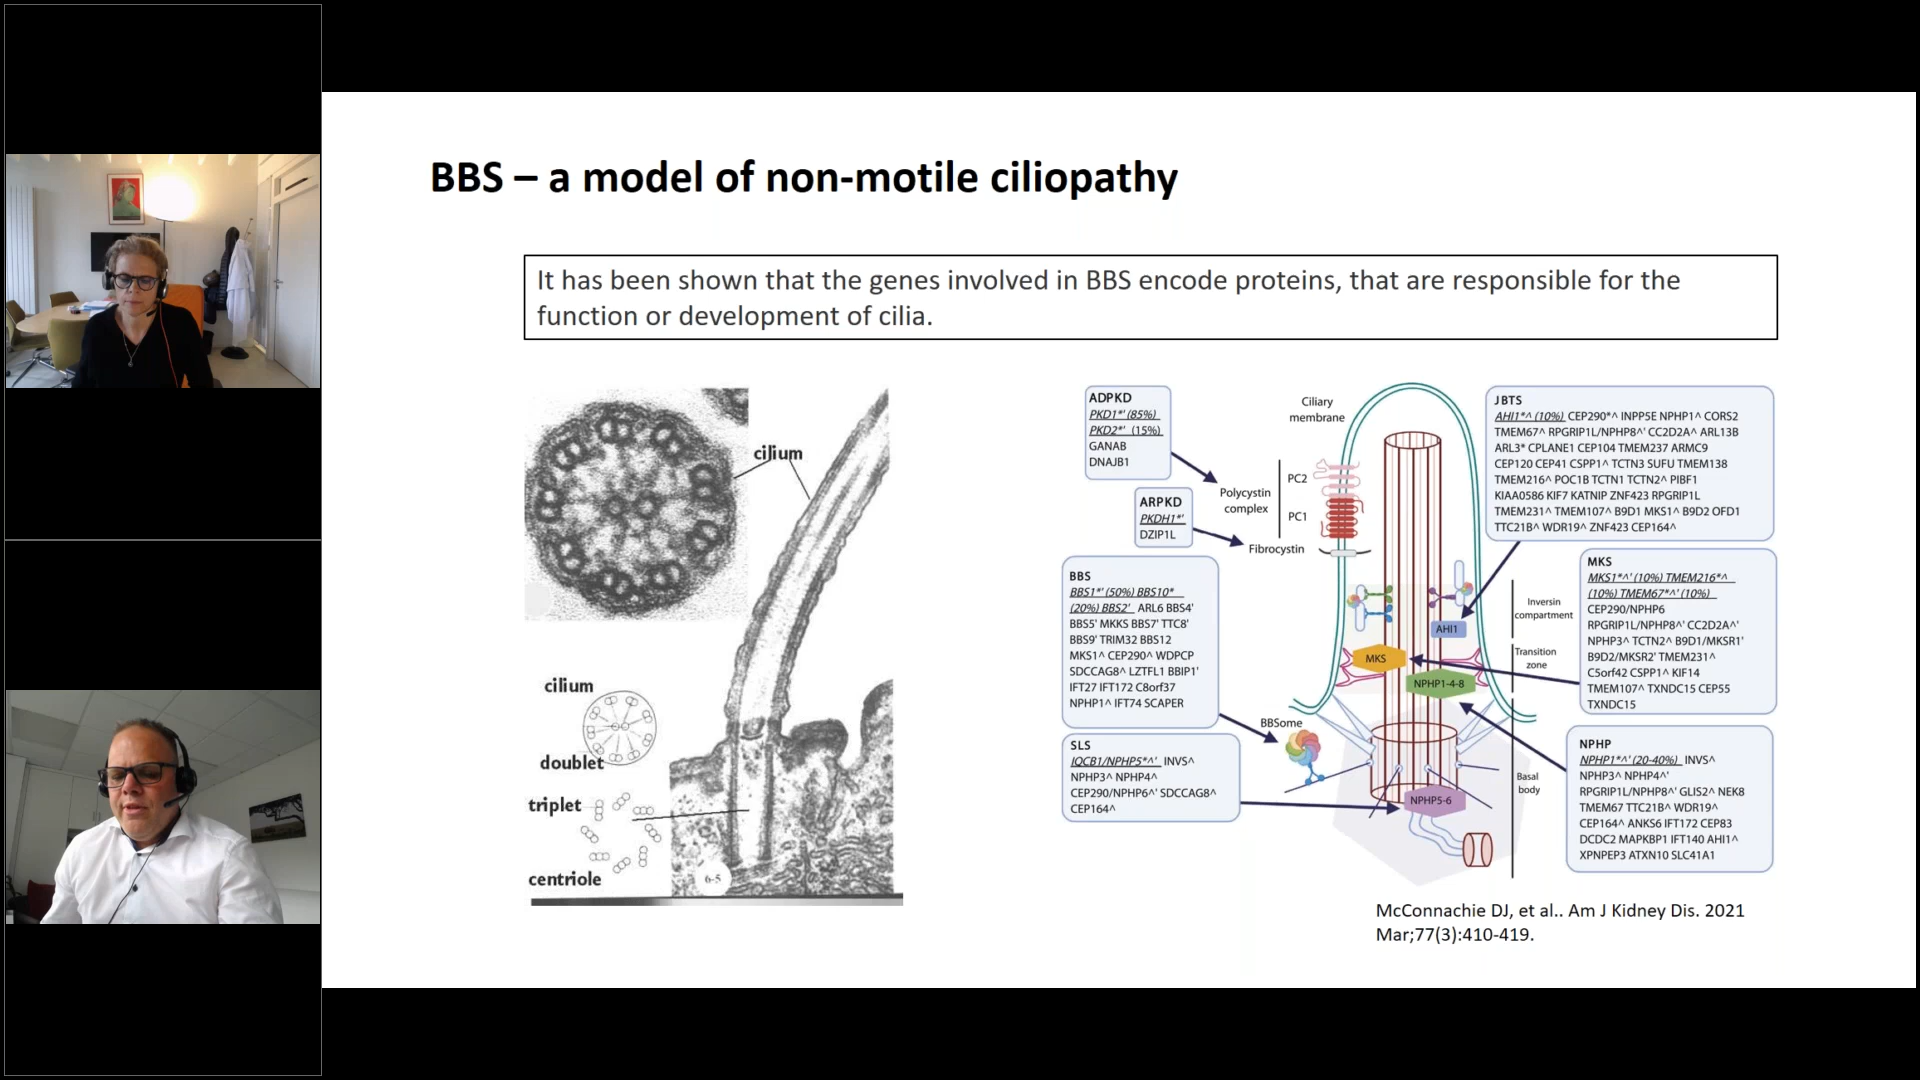 BBS – a model of non-motile ciliopathy
It has been shown that the genes involved in BBS encode proteins, that are responsible for the
function or development of cilia.
cilium
cilium
doublet
triplet
centriole
6-5
ADPKD
PKD1*' (85%)
PKD2*' (15%)
GANAB
DNAJB1
ARPKD
PKDH1*'
DZIP1L
BBS
BBS1*' (50%) BBS10*
(20%) BBS2' ARL6 BBS4'
BBS5' MKKS BBS7' TTC8'
BBS9' TRIM32 BBS12
MKS1^ CEP290^ WDPCP
SDCCAG8^ LZTFL1 BBIP1'
IFT27 IFT172 C8orf37
NPHP1^ IFT74 SCAPER
SLS
IQCB1/NPHP5*^' INVS^
NPHP3^ NPHP4^
CEP290/NPHP6^' SDCCAG8^
CEP164^
Ciliary
membrane
PC2
Polycystin
complex
PC1
Fibrocystin
BBSome
AHI1
MKS
NPHP1-4-8
NPHP5-6
Inversin
compartment
Transition
zone
Basal
body
JBTS
AHI1*^ (10%) CEP290*^ INPP5E NPHP1^ CORS2
TMEM67^ RPGRIP1L/NPHP8^' CC2D2A^ ARL13B
ARL3* CPLANE1 CEP104 TMEM237 ARMC9
CEP120 CEP41 CSPP1^ TCTN3 SUFU TMEM138
TMEM216^ POC1B TCTN1 TCTN2^ PIBF1
KIAA0586 KIF7 KATNIP ZNF423 RPGRIP1L
TMEM231^ TMEM107^ B9D1 MKS1^ B9D2 OFD1
TTC21B^ WDR19^ ZNF423 CEP164^
MKS
MKS1*^' (10%) TMEM216*^
(10%) TMEM67*^' (10%)
CEP290/NPHP6
RPGRIP1L/NPHP8^' CC2D2A^'
NPHP3^ TCTN2^ B9D1/MKSR1'
B9D2/MKSR2' TMEM231^
C5orf42 CSPP1^ KIF14
TMEM107^ TXNDC15 CEP55
TXNDC15
NPHP
NPHP1*^' (20-40%) INVS^
NPHP3^ NPHP4^'
RPGRIP1L/NPHP8^' GLIS2^ NEK8
TMEM67 TTC21B^ WDR19^
CEP164^ ANKS6 IFT172 CEP83
DCDC2 MAPKBP1 IFT140 AHI1^
XPNPEP3 ATXN10 SLC41A1
McConnachie DJ, et al.. Am J Kidney Dis. 2021
Mar;77(3):410-419.